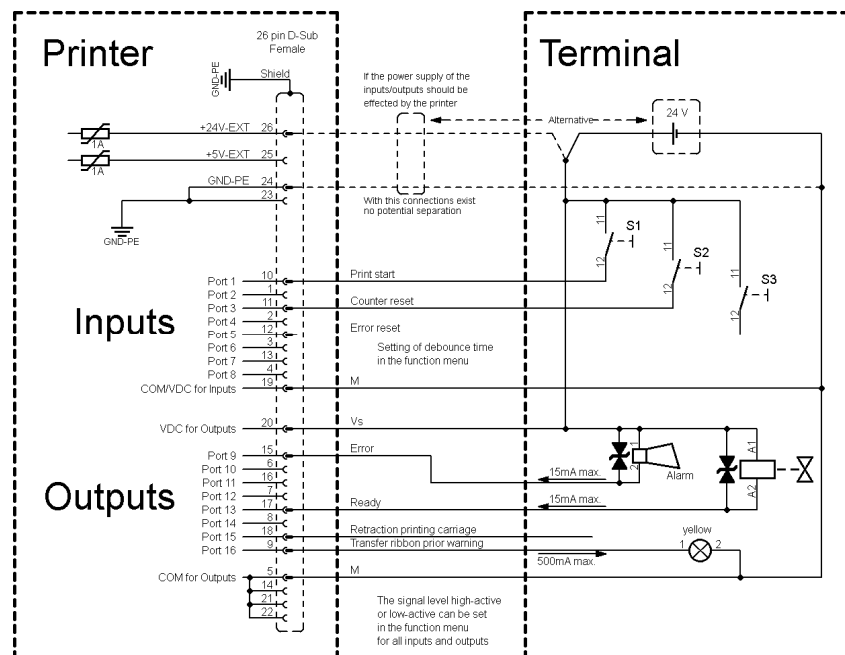 Printer
26 pin D-Sub
Female
Terminal
Shield
GND-PE
If the power supply of the
inputs/outputs should be
effected by the printer
Alternative
24 V
+24V-EXT 26
1A
+5V-EXT 25
1A
GND-PE 24
23
GND-PE
With this connections exist
no potential separation
11
S1
12
11
S2
12
11
S3
12
Inputs
Port 1 10 Print start
Port 2 1
Port 3 11 Counter reset
Port 4 2
Port 5 12 Error reset
Port 6 3
Port 7 13
Port 8 4
Setting of debounce time
in the function menu
COM/VDC for Inputs 19 M
VDC for Outputs 20 Vs
Outputs
Port 9 15 Error
Port 10 6
Port 11 16
Port 12 7
Port 13 17 Ready
Port 14 8
Port 15 18 Retraction printing carriage
Port 16 9 Transfer ribbon prior warning
1
2
Alarm
A1
A2
15mA max.
15mA max.
yellow
1 2
500mA max.
COM for Outputs 5 M
14
21
22
The signal level high-active
or low-active can be set
in the function menu
for all inputs and outputs